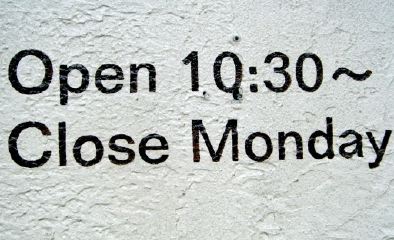 Open 10:30～
Close Monday